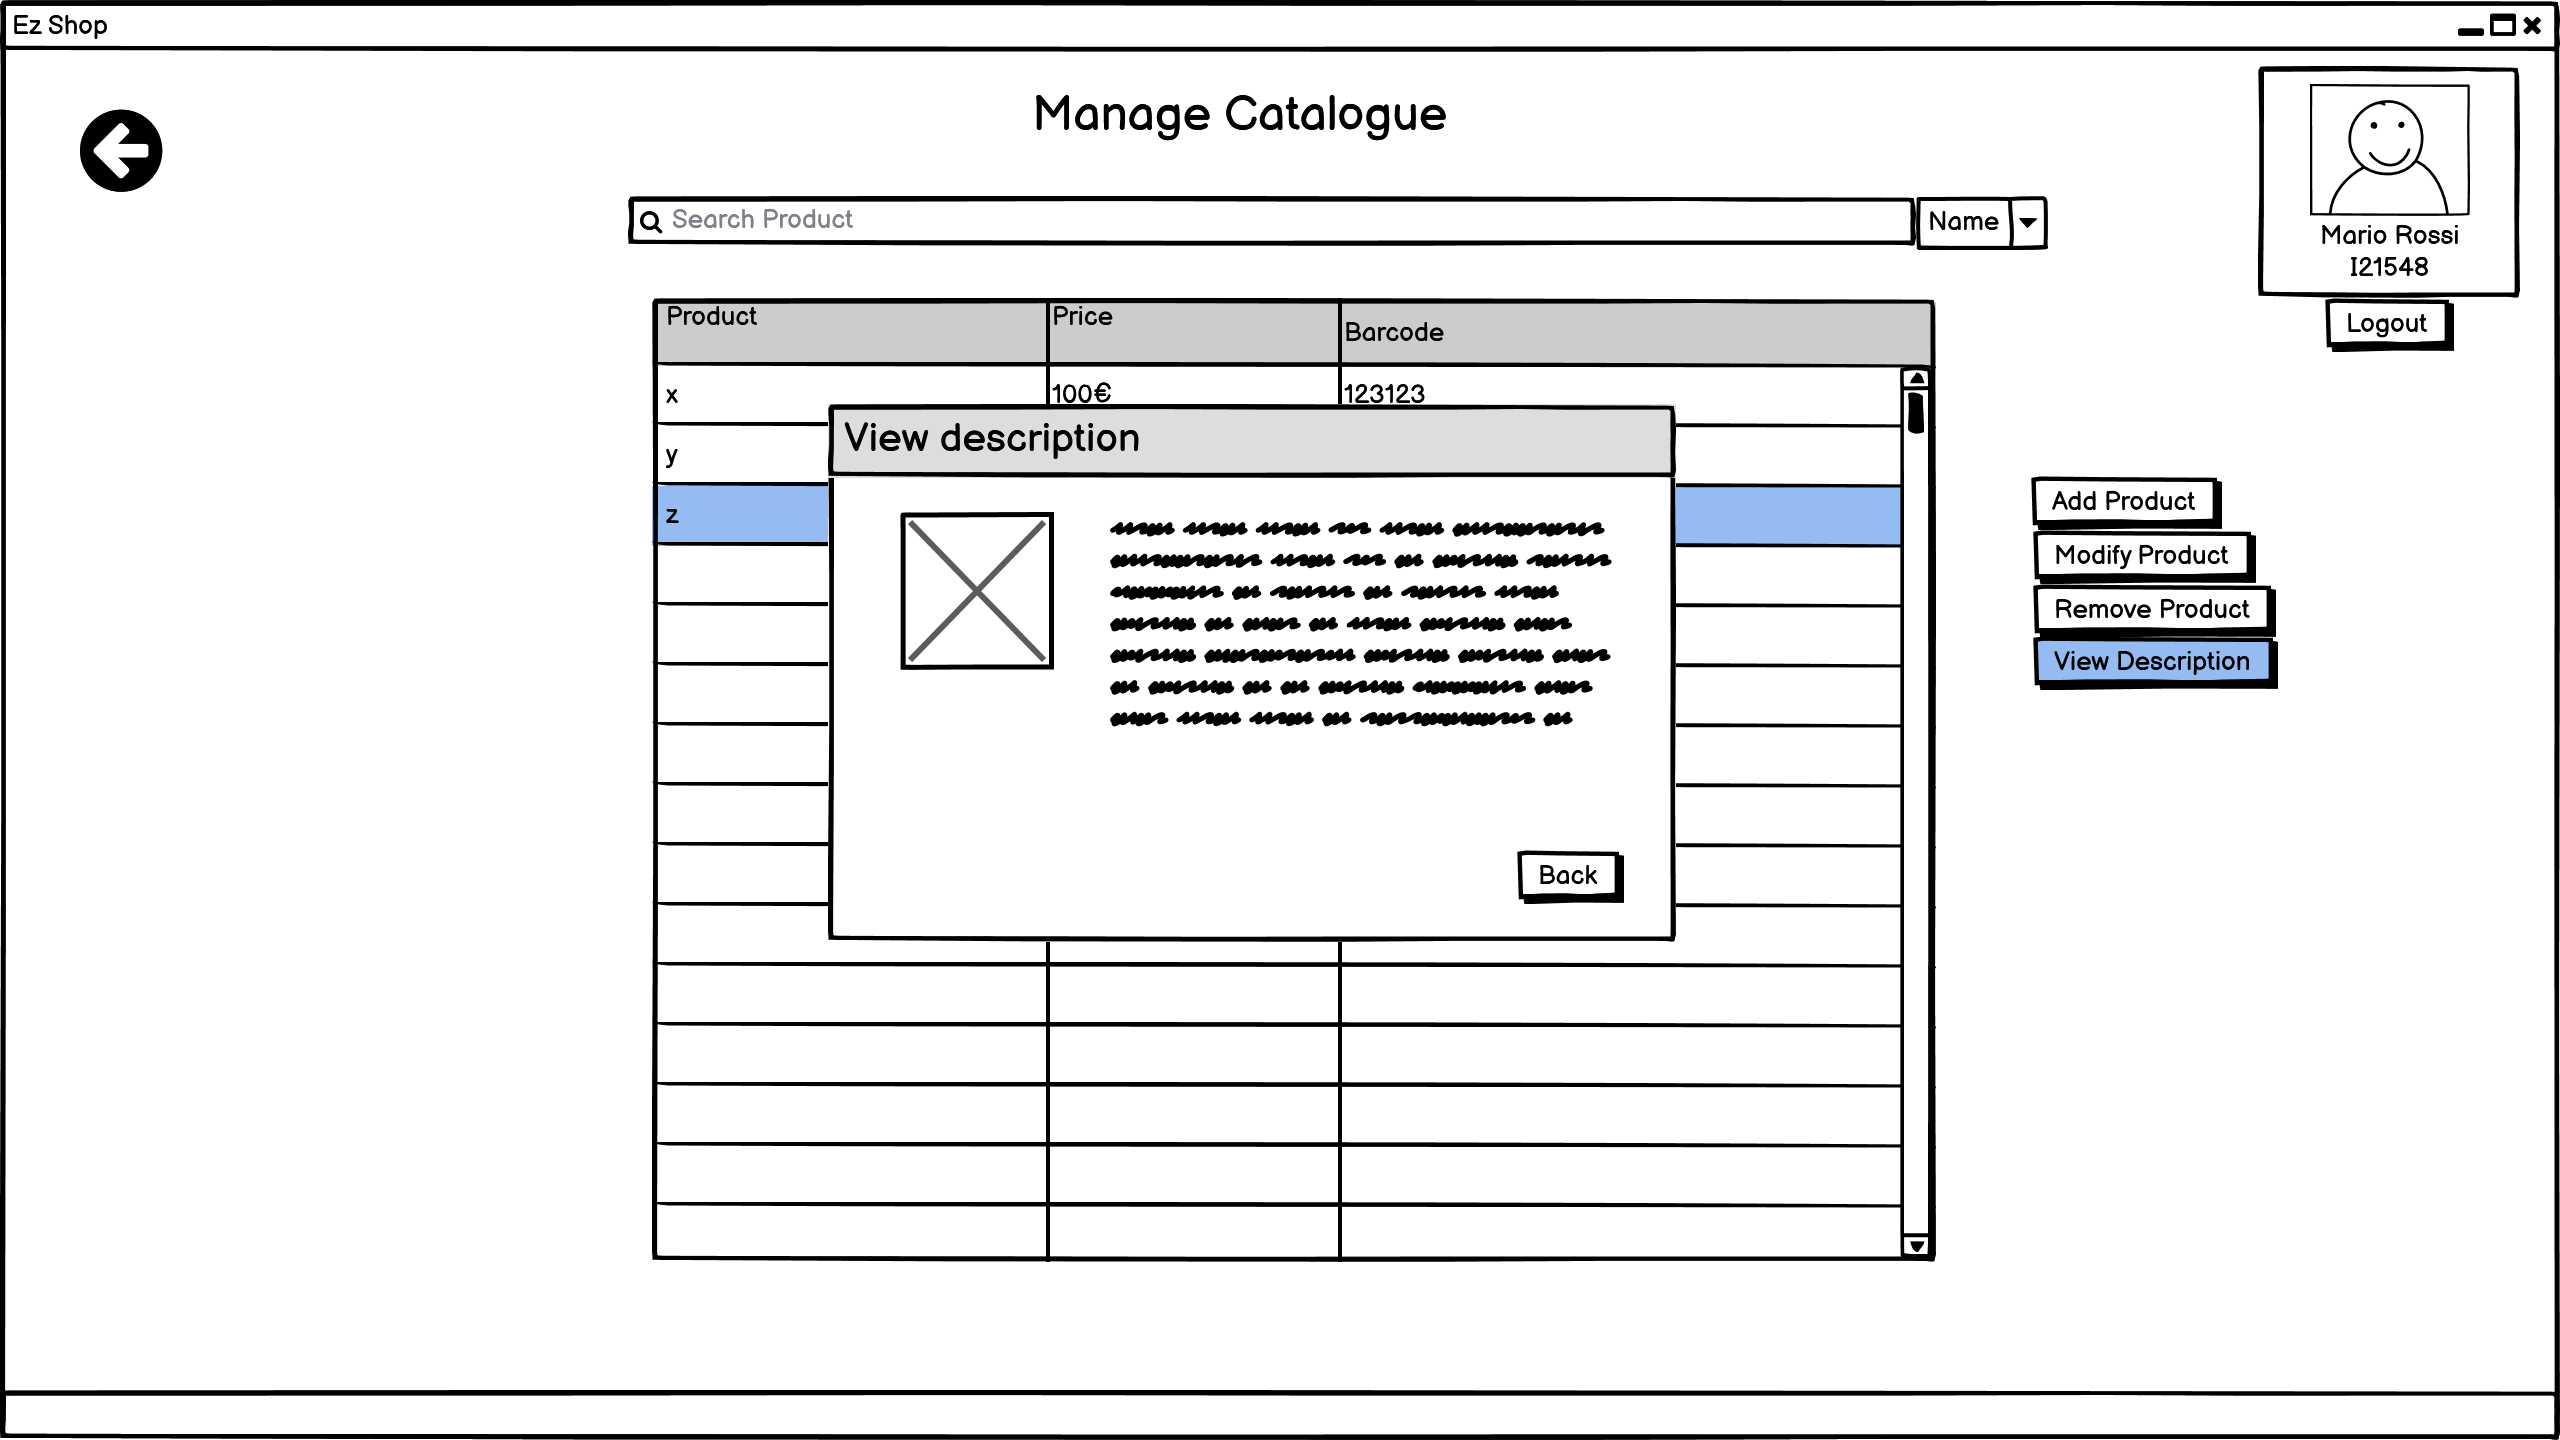 Ez Shop
Manage Catalogue
Search Product
Name
Mario Rossi
I21548
Logout
Product Price Barcode
x 100€ 123123
y
z
View description
Back
Add Product
Modify Product
Remove Product
View Description